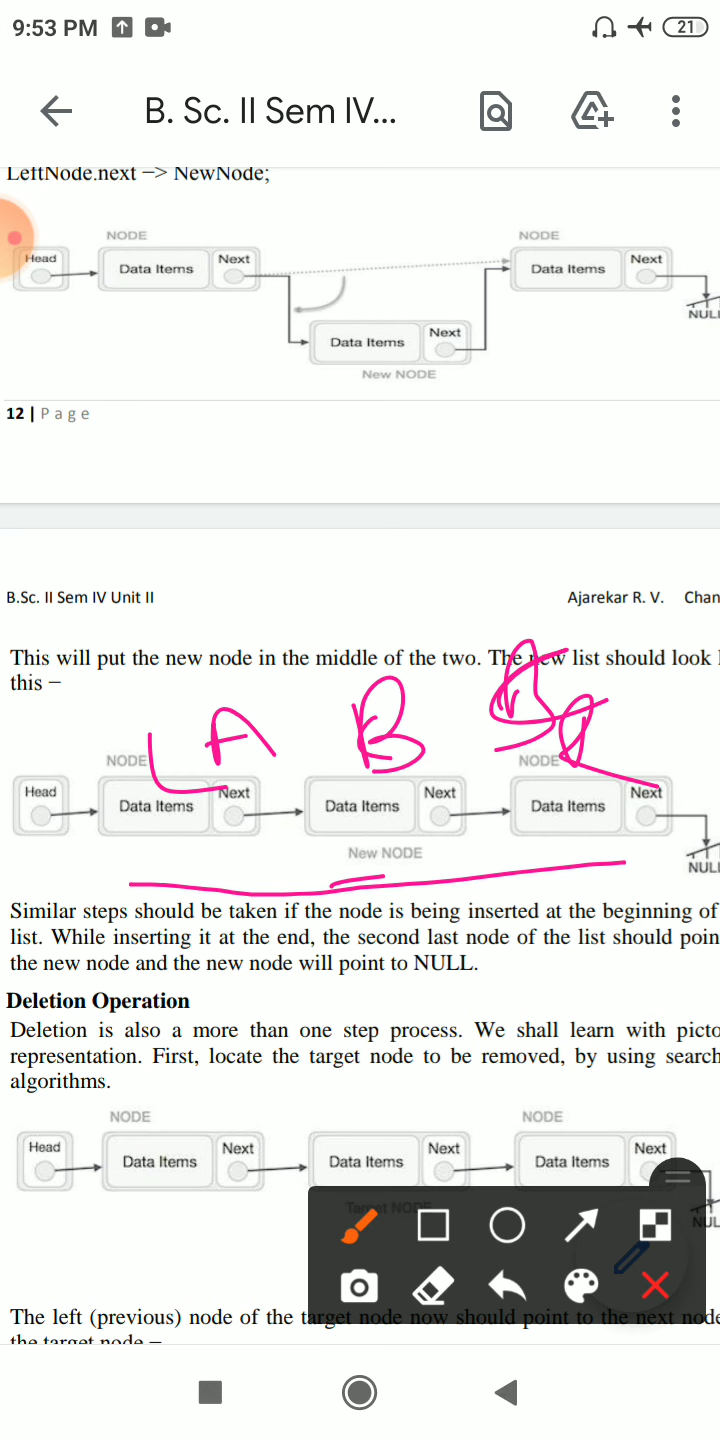 9:53 PM 21
B. Sc. II Sem IV...
LeftNode.next −> NewNode;
NODE NODE
Head Data Items Next Data Items Next
NULL
Data Items Next
New NODE
12 | Page
B.Sc. II Sem IV Unit II Ajarekar R. V. Chan
This will put the new node in the middle of the two. The new list should look
this −
A B
NODE NODE
Head Data Items Next Data Items Next Data Items Next
New NODE
NULL
Similar steps should be taken if the node is being inserted at the beginning of
list. While inserting it at the end, the second last node of the list should poin
the new node and the new node will point to NULL.
Deletion Operation
Deletion is also a more than one step process. We shall learn with picto
representation. First, locate the target node to be removed, by using search
algorithms.
NODE NODE
Head Data Items Next Data Items Next Data Items Next
Target NODE
NUL
The left (previous) node of the target node now should point to the next node
the target node −